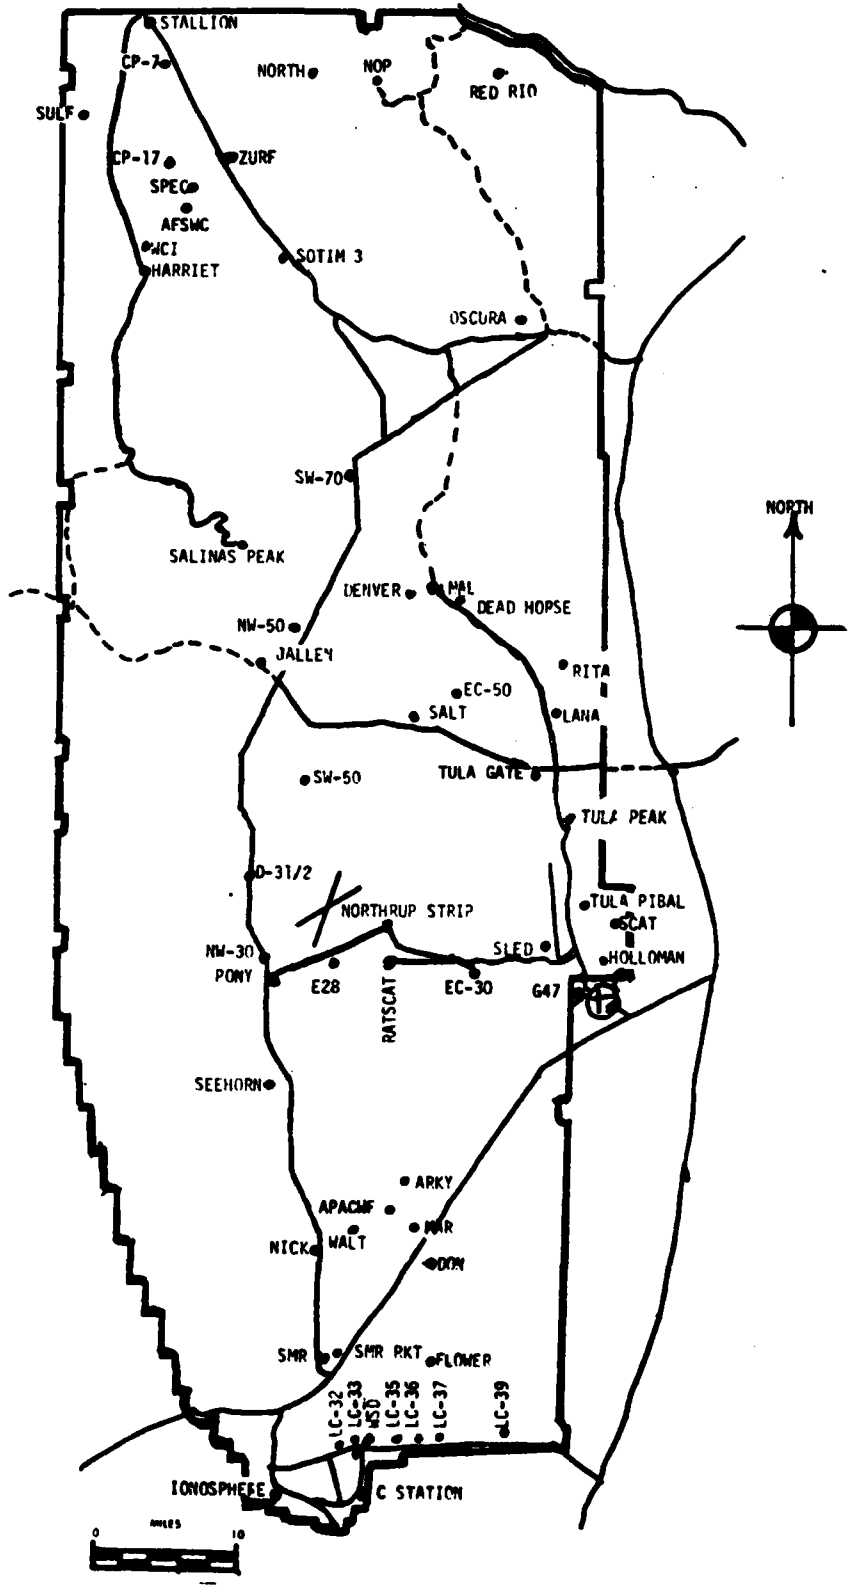 STALLION
CP-7
NORTH
NOP
RED RIO
SULF
CP-17
ZURF
SPEC
AFSWC
WCI
HARRIET
SOTIM 3
OSCURA
SW-70
NORTH
SALINAS PEAK
DENVER
MAL
DEAD HORSE
NW-50
JALLEN
RITA
EC-50
SALT
LANA
TULA GATE
SW-50
TULA PEAK
D-31/2
TULA PIBAL
NORTHRUP STRIP
SCAT
SLED
NW-30
HOLLOMAN
PONY
E28
RATSCAT
EC-30
G47
SEEHORN
ARKY
APACHE
MAR
WALT
NICK
DON
SMR
SMR RKT
FLOWER
LC-32
LC-33
WSD
LC-35
LC-36
LC-37
LC-39
IONOSPHERE
C STATION
MILES
0 10